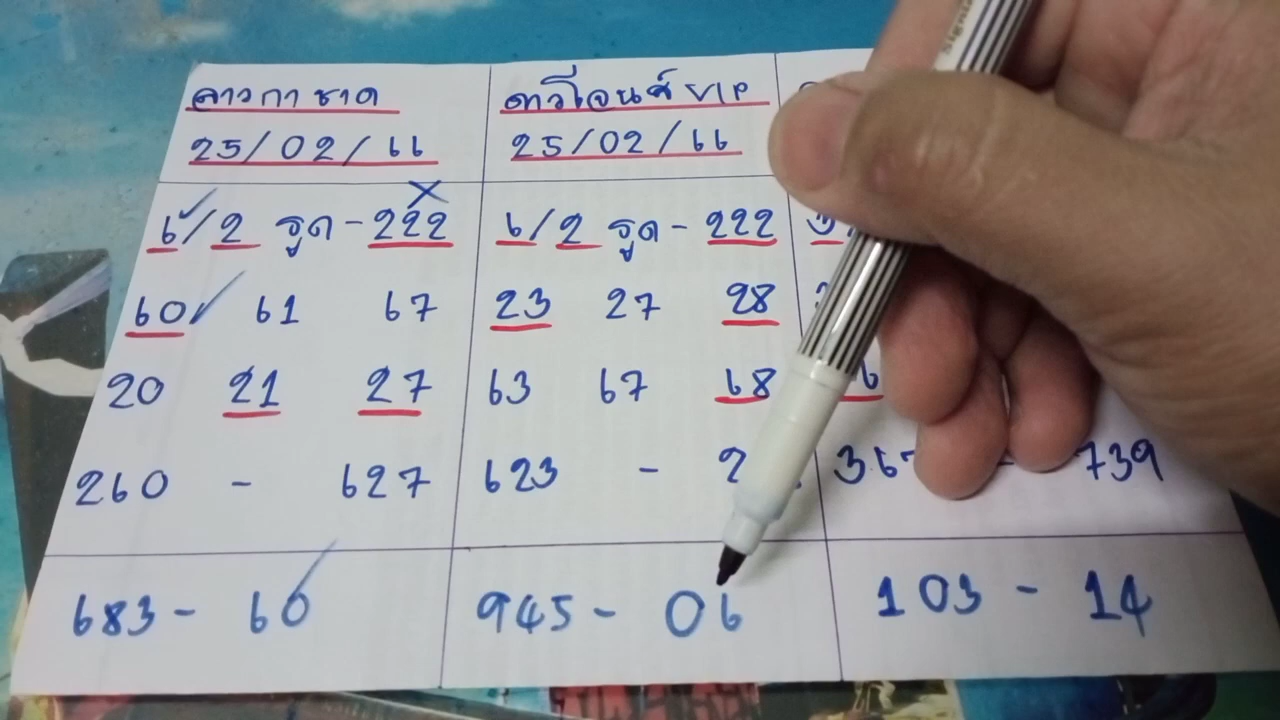 ลาวกาชาด
25/02/66
6/2 รูด - 222
60 61 67
20 21 27
260 - 627
683 - 60
ดาวโจนส์ VIP
25/02/66
6/2 รูด - 222
23 27 28
63 67 68
623 - 2
945 - 06
739
103 - 14